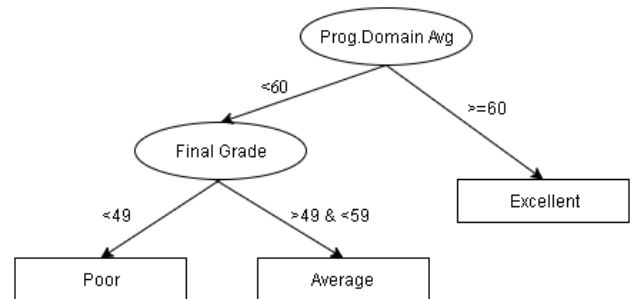 Prog.Domain Avg
<60
>=60
Final Grade
Excellent
<49
>49 & <59
Poor
Average